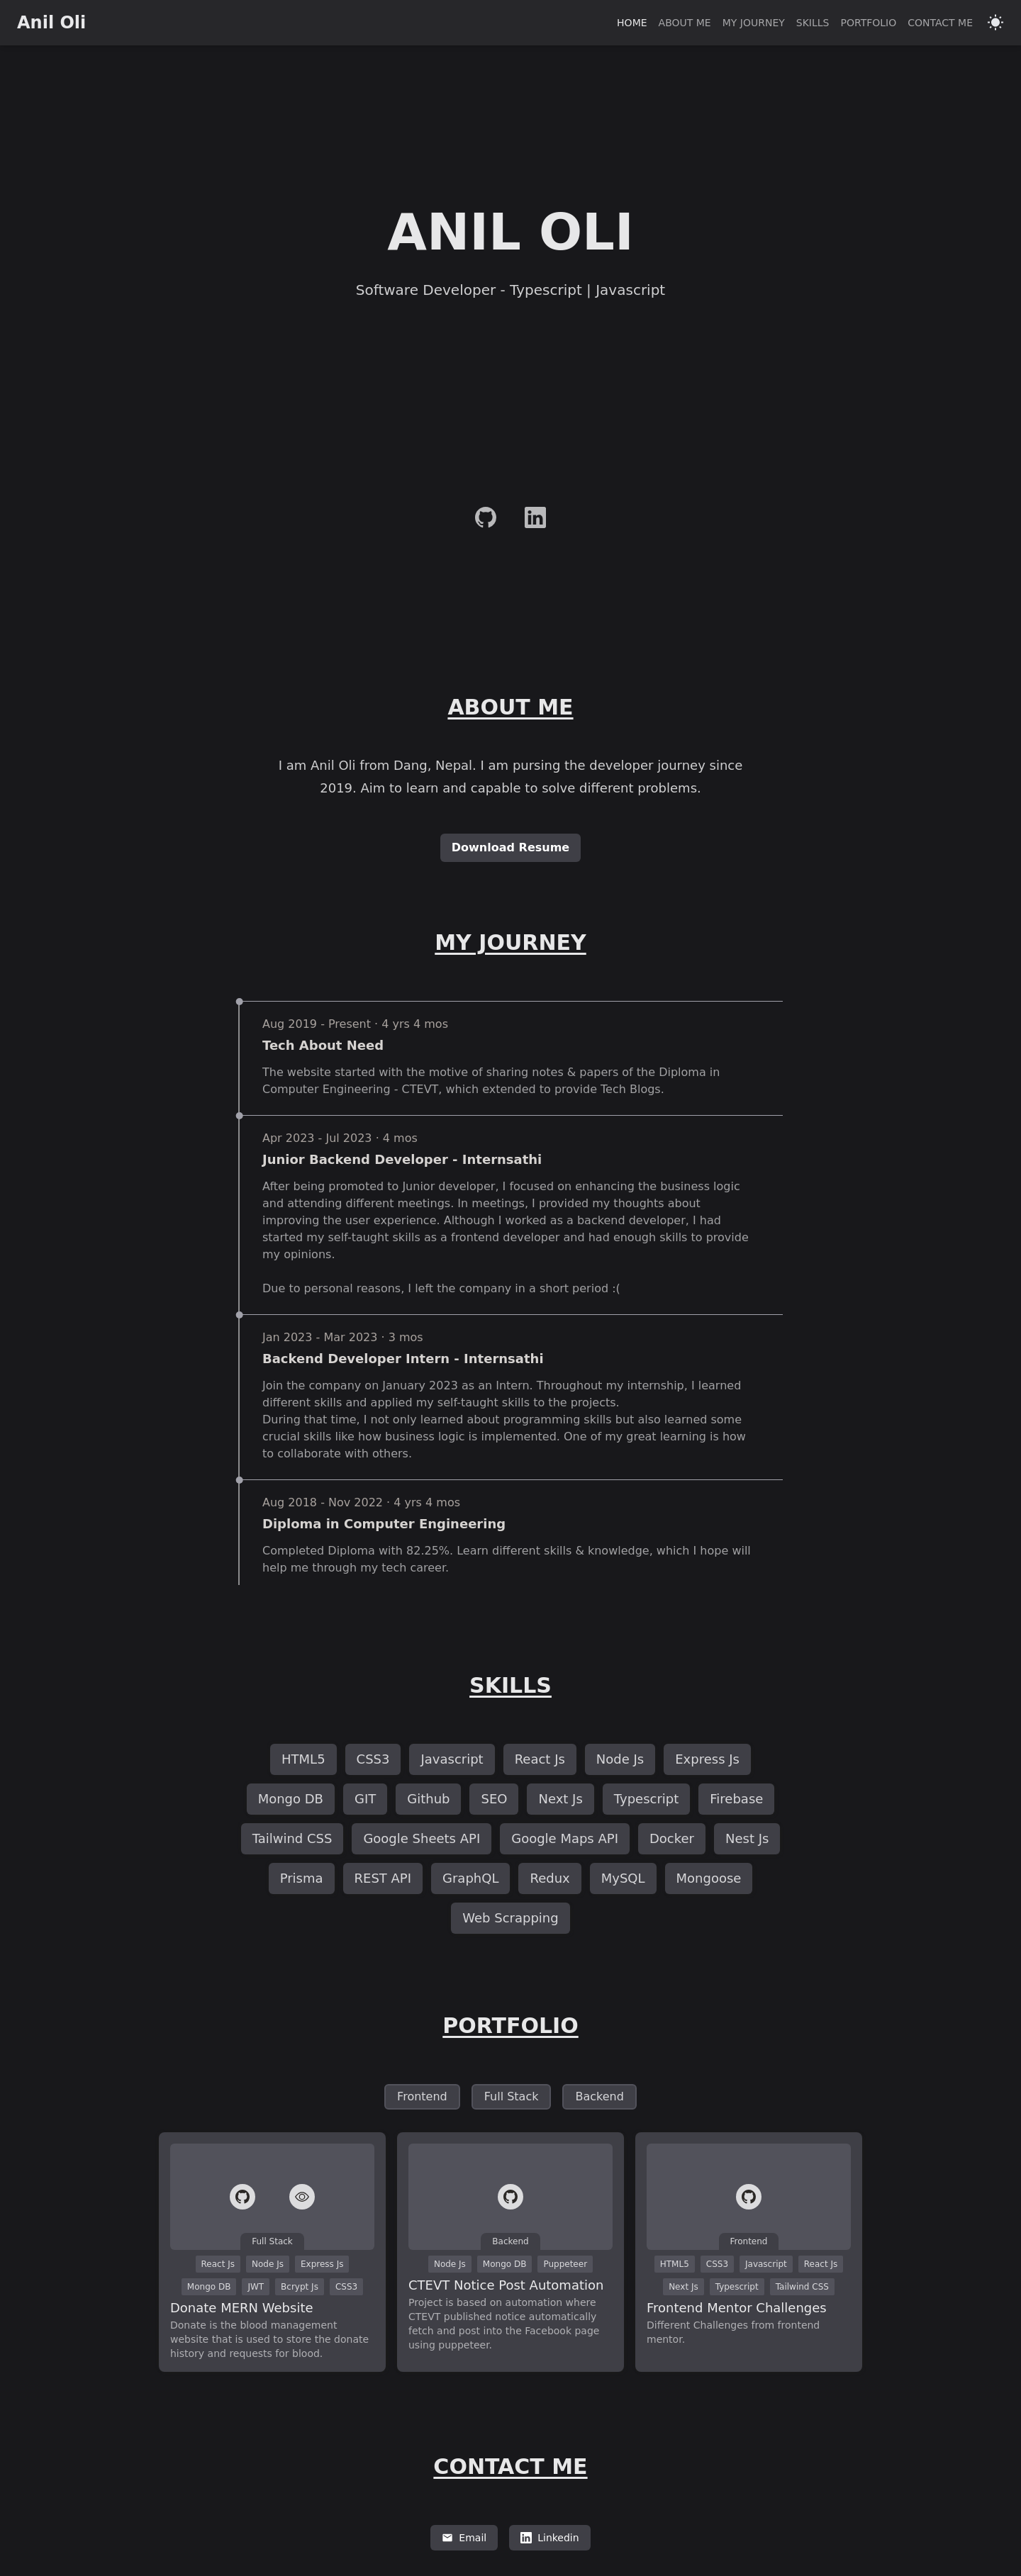 Anil Oli
HOME ABOUT ME MY JOURNEY SKILLS PORTFOLIO CONTACT ME
ANIL OLI
Software Developer - Typescript | Javascript
ABOUT ME
I am Anil Oli from Dang, Nepal. I am pursing the developer journey since
2019. Aim to learn and capable to solve different problems.
Download Resume
MY JOURNEY
Aug 2019 - Present · 4 yrs 4 mos
Tech About Need
The website started with the motive of sharing notes & papers of the Diploma in
Computer Engineering - CTEVT, which extended to provide Tech Blogs.
Apr 2023 - Jul 2023 · 4 mos
Junior Backend Developer - Internsathi
After being promoted to Junior developer, I focused on enhancing the business logic
and attending different meetings. In meetings, I provided my thoughts about
improving the user experience. Although I worked as a backend developer, I had
started my self-taught skills as a frontend developer and had enough skills to provide
my opinions.
Due to personal reasons, I left the company in a short period :(
Jan 2023 - Mar 2023 · 3 mos
Backend Developer Intern - Internsathi
Join the company on January 2023 as an Intern. Throughout my internship, I learned
different skills and applied my self-taught skills to the projects.
During that time, I not only learned about programming skills but also learned some
crucial skills like how business logic is implemented. One of my great learning is how
to collaborate with others.
Aug 2018 - Nov 2022 · 4 yrs 4 mos
Diploma in Computer Engineering
Completed Diploma with 82.25%. Learn different skills & knowledge, which I hope will
help me through my tech career.
SKILLS
HTML5 CSS3 Javascript React Js Node Js Express Js
Mongo DB GIT Github SEO Next Js Typescript Firebase
Tailwind CSS Google Sheets API Google Maps API Docker Nest Js
Prisma REST API GraphQL Redux MySQL Mongoose
Web Scrapping
PORTFOLIO
Frontend Full Stack Backend
Full Stack
React Js Node Js Express Js
Mongo DB JWT Bcrypt Js CSS3
Donate MERN Website
Donate is the blood management
website that is used to store the donate
history and requests for blood.
Backend
Node Js Mongo DB Puppeteer
CTEVT Notice Post Automation
Project is based on automation where
CTEVT published notice automatically
fetch and post into the Facebook page
using puppeteer.
Frontend
HTML5 CSS3 Javascript React Js
Next Js Typescript Tailwind CSS
Frontend Mentor Challenges
Different Challenges from frontend
mentor.
CONTACT ME
Email Linkedin